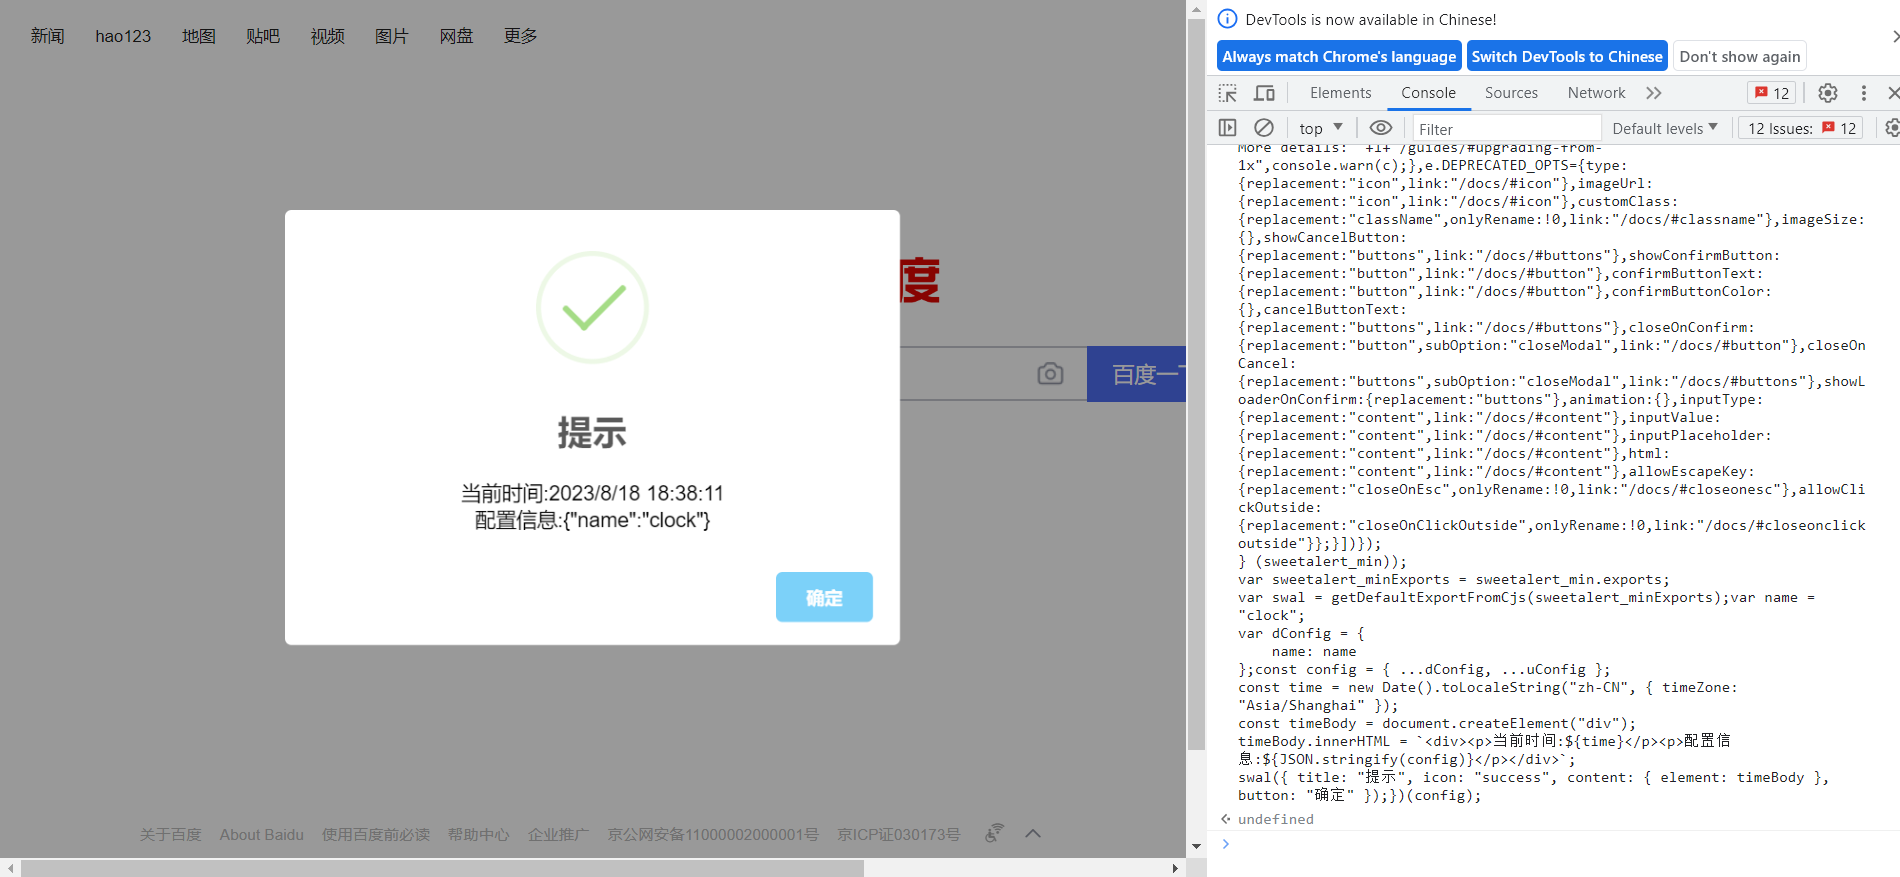 新闻 hao123 地图 贴吧 视频 图片 网盘 更多
度
百度一
提示
当前时间:2023/8/18 18:38:11
配置信息:{"name":"clock"}
确定
关于百度 About Baidu 使用百度前必读 帮助中心 企业推广 京公网安备11000002000001号 京ICP证030173号
DevTools is now available in Chinese!
Always match Chrome's language Switch DevTools to Chinese Don't show again
Elements Console Sources Network 12
top Filter Default levels 12 Issues: 12
More details: "+l+"/guides/#upgrading-from-
1x",console.warn(c);},e.DEPRECATED_OPTS={type:
{replacement:"icon",link:"/docs/#icon"},imageUrl:
{replacement:"icon",link:"/docs/#icon"},customClass:
{replacement:"className",onlyRename:!0,link:"/docs/#classname"},imageSize:
{},showCancelButton:
{replacement:"buttons",link:"/docs/#buttons"},showConfirmButton:
{replacement:"button",link:"/docs/#button"},confirmButtonText:
{replacement:"button",link:"/docs/#button"},confirmButtonColor:
{},cancelButtonText:
{replacement:"buttons",link:"/docs/#buttons"},closeOnConfirm:
{replacement:"button",subOption:"closeModal",link:"/docs/#button"},closeOn
Cancel:
{replacement:"buttons",subOption:"closeModal",link:"/docs/#buttons"},showL
oaderOnConfirm:{replacement:"buttons"},animation:{},inputType:
{replacement:"content",link:"/docs/#content"},inputValue:
{replacement:"content",link:"/docs/#content"},inputPlaceholder:
{replacement:"content",link:"/docs/#content"},html:
{replacement:"content",link:"/docs/#content"},allowEscapeKey:
{replacement:"closeOnEsc",onlyRename:!0,link:"/docs/#closeonesc"},allowCli
ckOutside:
{replacement:"closeOnClickOutside",onlyRename:!0,link:"/docs/#closeonclick
outside"}};}])});
} (sweetalert_min));
var sweetalert_minExports = sweetalert_min.exports;
var swal = getDefaultExportFromCjs(sweetalert_minExports);var name =
"clock";
var dConfig = {
name: name
};const config = { ...dConfig, ...uConfig };
const time = new Date().toLocaleString("zh-CN", { timeZone:
"Asia/Shanghai" });
const timeBody = document.createElement("div");
timeBody.innerHTML = `<div><p>当前时间:${time}</p><p>配置信
息:${JSON.stringify(config)}</p></div>`;
swal({ title: "提示", icon: "success", content: { element: timeBody },
button: "确定" });})(config);
undefined